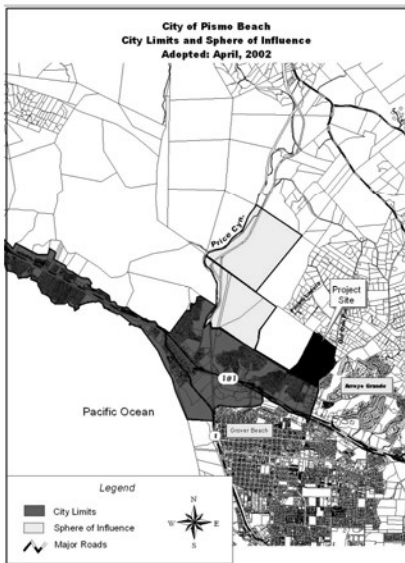 City of Pismo Beach
City Limits and Sphere of Influence
Adopted: April, 2002
Price Cyn.
Project
Site
101
Arroyo Grande
Pacific Ocean
1
Grover Beach
Legend
City Limits
Sphere of Influence
Major Roads
N
W
E
S